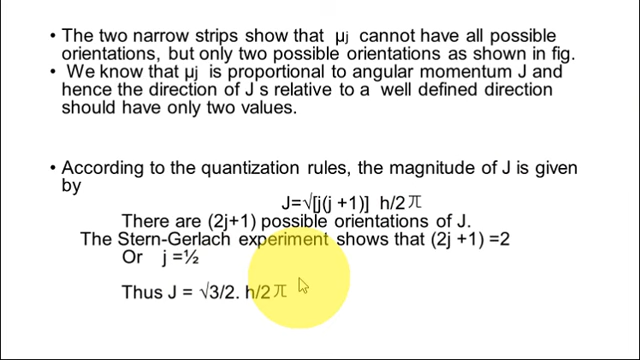 • The two narrow strips show that μj cannot have all possible
orientations, but only two possible orientations as shown in fig.
• We know that μj is proportional to angular momentum J and
hence the direction of J s relative to a well defined direction
should have only two values.
• According to the quantization rules, the magnitude of J is given
by
J=√[j(j +1)] h/2π
There are (2j+1) possible orientations of J.
The Stern-Gerlach experiment shows that (2j +1) =2
Or j =½
Thus J = √3/2. h/2π